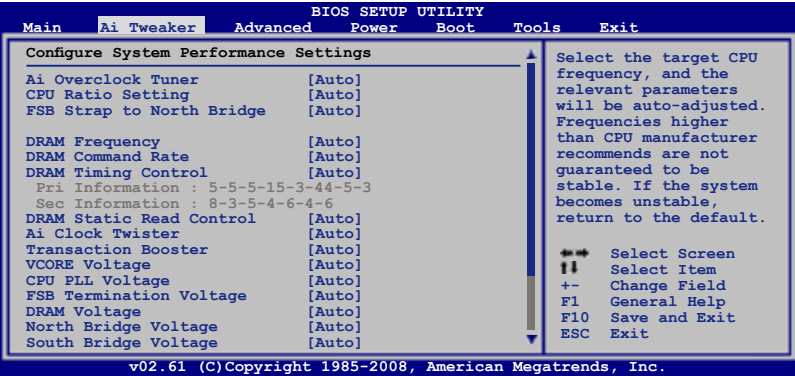 BIOS SETUP UTILITY
Main Ai Tweaker Advanced Power Boot Tools Exit
Configure System Performance Settings
Ai Overclock Tuner [Auto]
CPU Ratio Setting [Auto]
FSB Strap to North Bridge [Auto]
DRAM Frequency [Auto]
DRAM Command Rate [Auto]
DRAM Timing Control [Auto]
Pri Information : 5-5-5-15-3-44-5-3
Sec Information : 8-3-5-4-6-4-6
DRAM Static Read Control [Auto]
Ai Clock Twister [Auto]
Transaction Booster [Auto]
VCORE Voltage [Auto]
CPU PLL Voltage [Auto]
FSB Termination Voltage [Auto]
DRAM Voltage [Auto]
North Bridge Voltage [Auto]
South Bridge Voltage [Auto]
Select the target CPU
frequency, and the
relevant parameters
will be auto-adjusted.
Frequencies higher
than CPU manufacturer
recommends are not
guaranteed to be
stable. If the system
becomes unstable,
return to the default.
Select Screen
Select Item
+- Change Field
F1 General Help
F10 Save and Exit
ESC Exit
v02.61 (C)Copyright 1985-2008, American Megatrends, Inc.